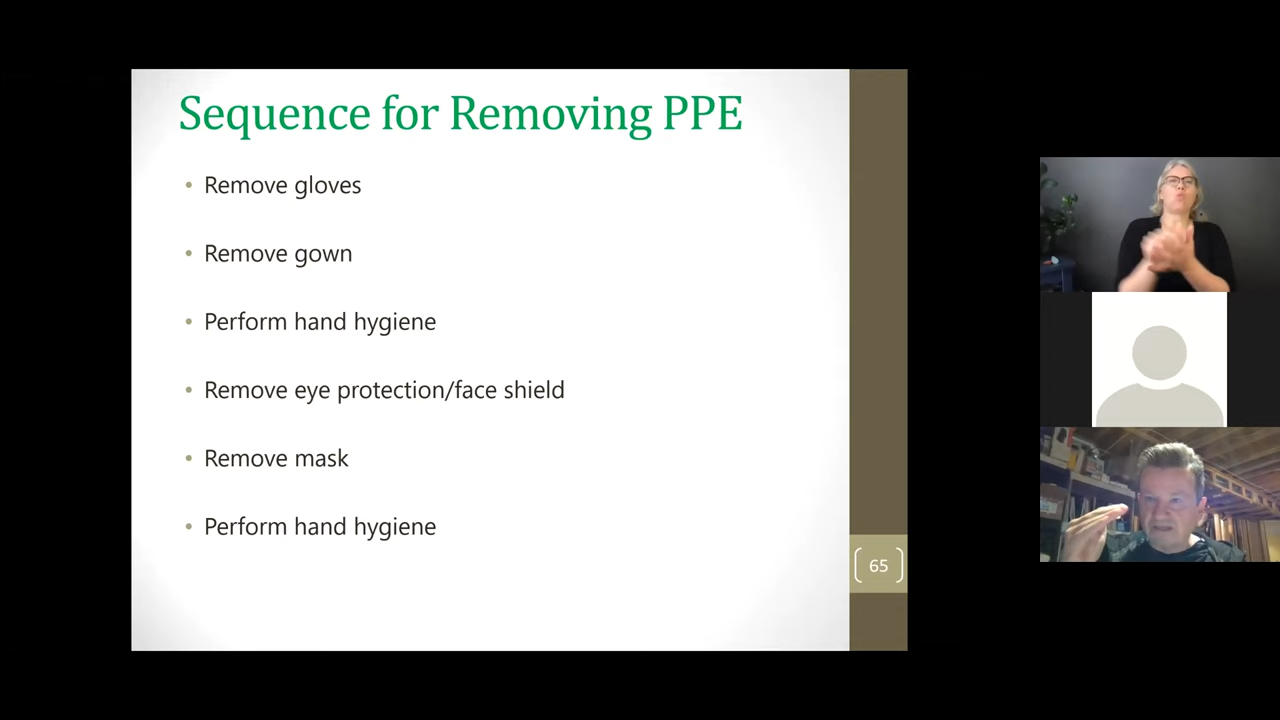 Sequence for Removing PPE
• Remove gloves
• Remove gown
• Perform hand hygiene
• Remove eye protection/face shield
• Remove mask
• Perform hand hygiene
65